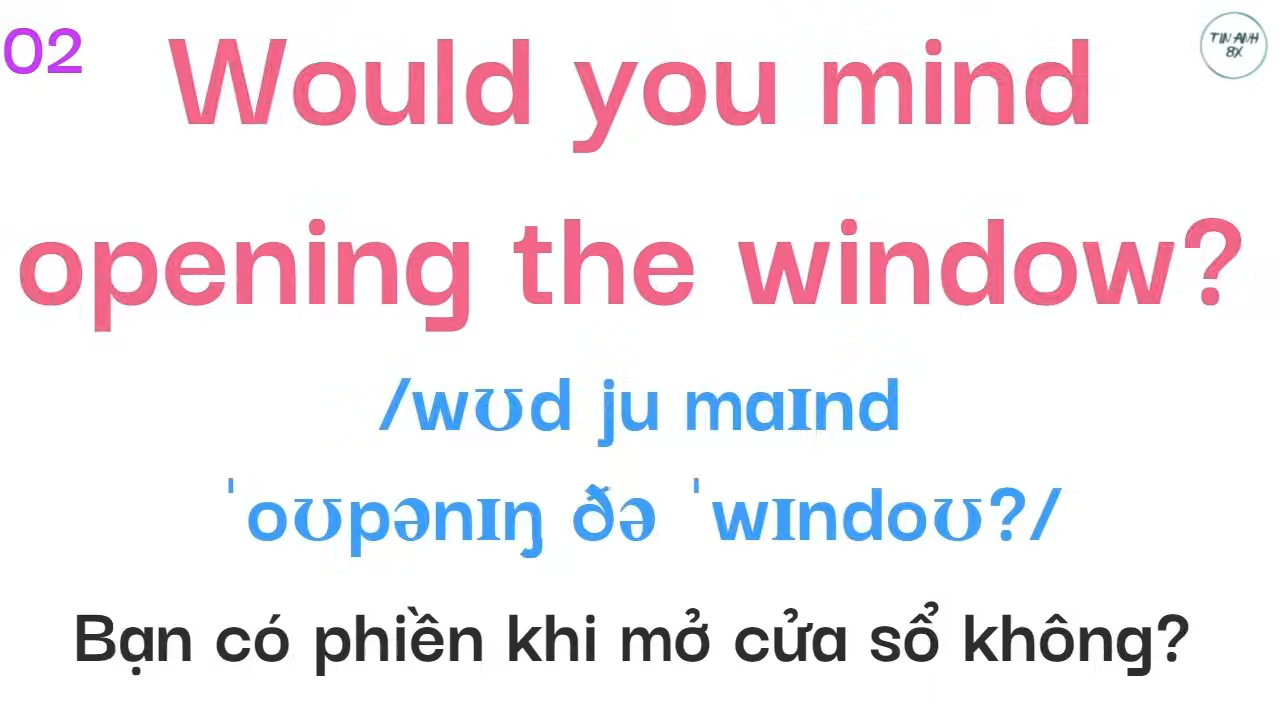 02
TIN ANH
8X
Would you mind
opening the window?
/wʊd ju maɪnd
ˈoʊpənɪŋ ðə ˈwɪndoʊ?/
Bạn có phiền khi mở cửa sổ không?